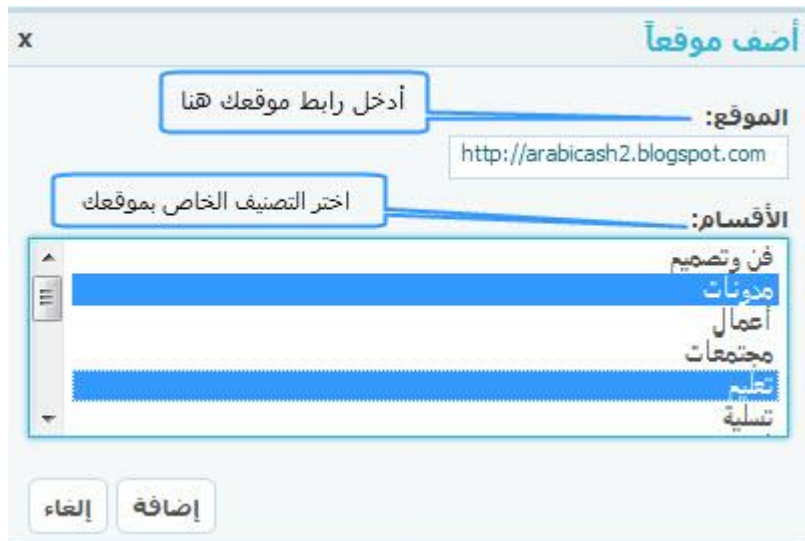 أضف موقعاً
x
أدخل رابط موقعك هنا
الموقع:
http://arabicash2.blogspot.com
اختر التصنيف الخاص بموقعك
الأقسام:
فن وتصميم
مدونات
أعمال
مجتمعات
تعليم
تسلية
إضافة
إلغاء